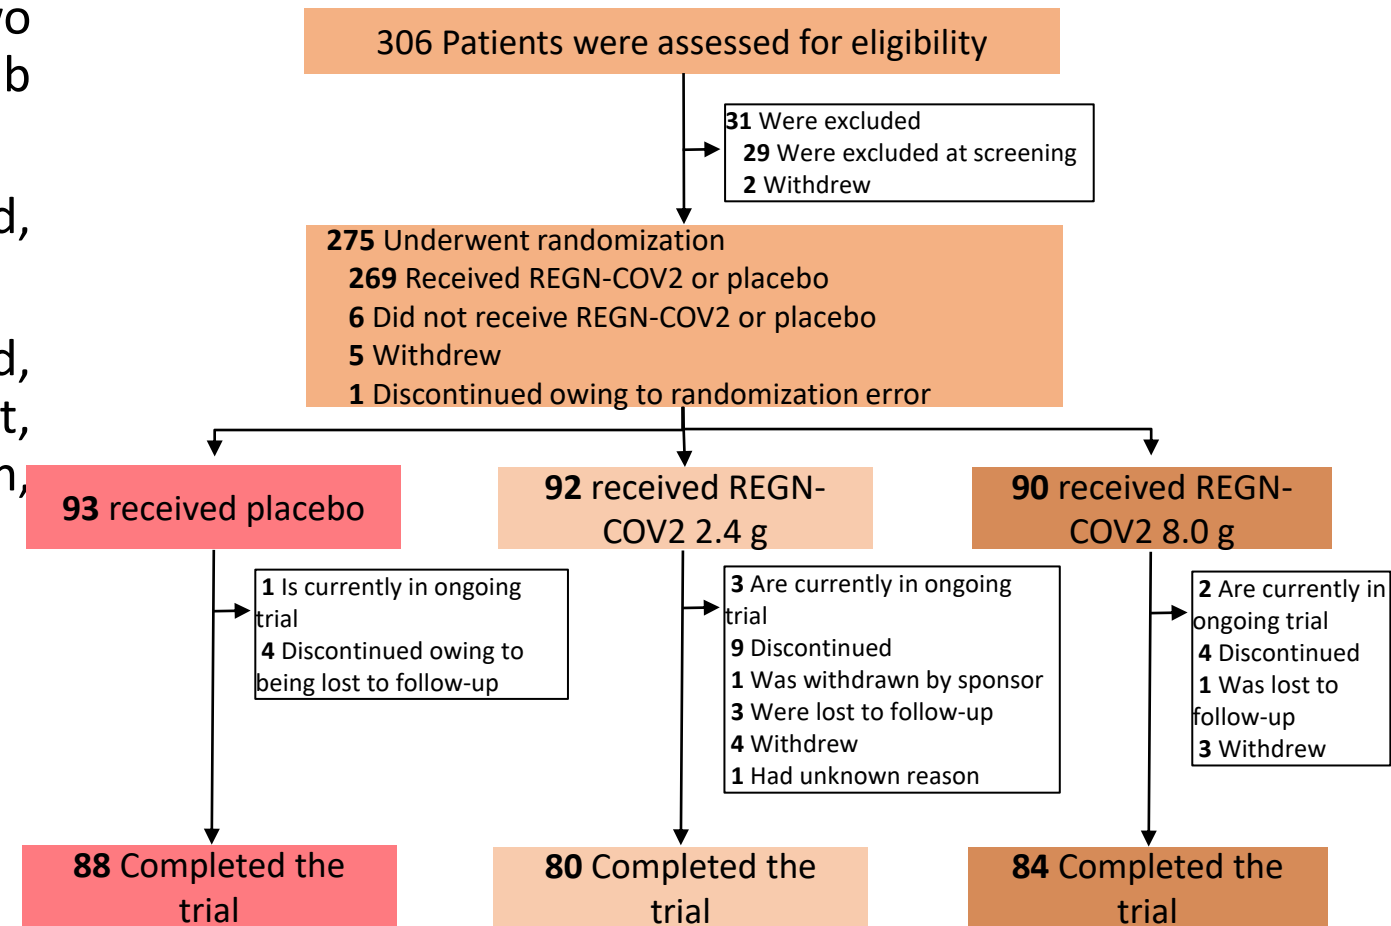 vo
b
d,
d,
t,
n,
306 Patients were assessed for eligibility
31 Were excluded
29 Were excluded at screening
2 Withdrew
275 Underwent randomization
269 Received REGN-COV2 or placebo
6 Did not receive REGN-COV2 or placebo
5 Withdrew
1 Discontinued owing to randomization error
93 received placebo
92 received REGN-
COV2 2.4 g
90 received REGN-
COV2 8.0 g
1 Is currently in ongoing
trial
4 Discontinued owing to
being lost to follow-up
3 Are currently in ongoing
trial
9 Discontinued
1 Was withdrawn by sponsor
3 Were lost to follow-up
4 Withdrew
1 Had unknown reason
2 Are currently in
ongoing trial
4 Discontinued
1 Was lost to
follow-up
3 Withdrew
88 Completed the
trial
80 Completed the
trial
84 Completed the
trial